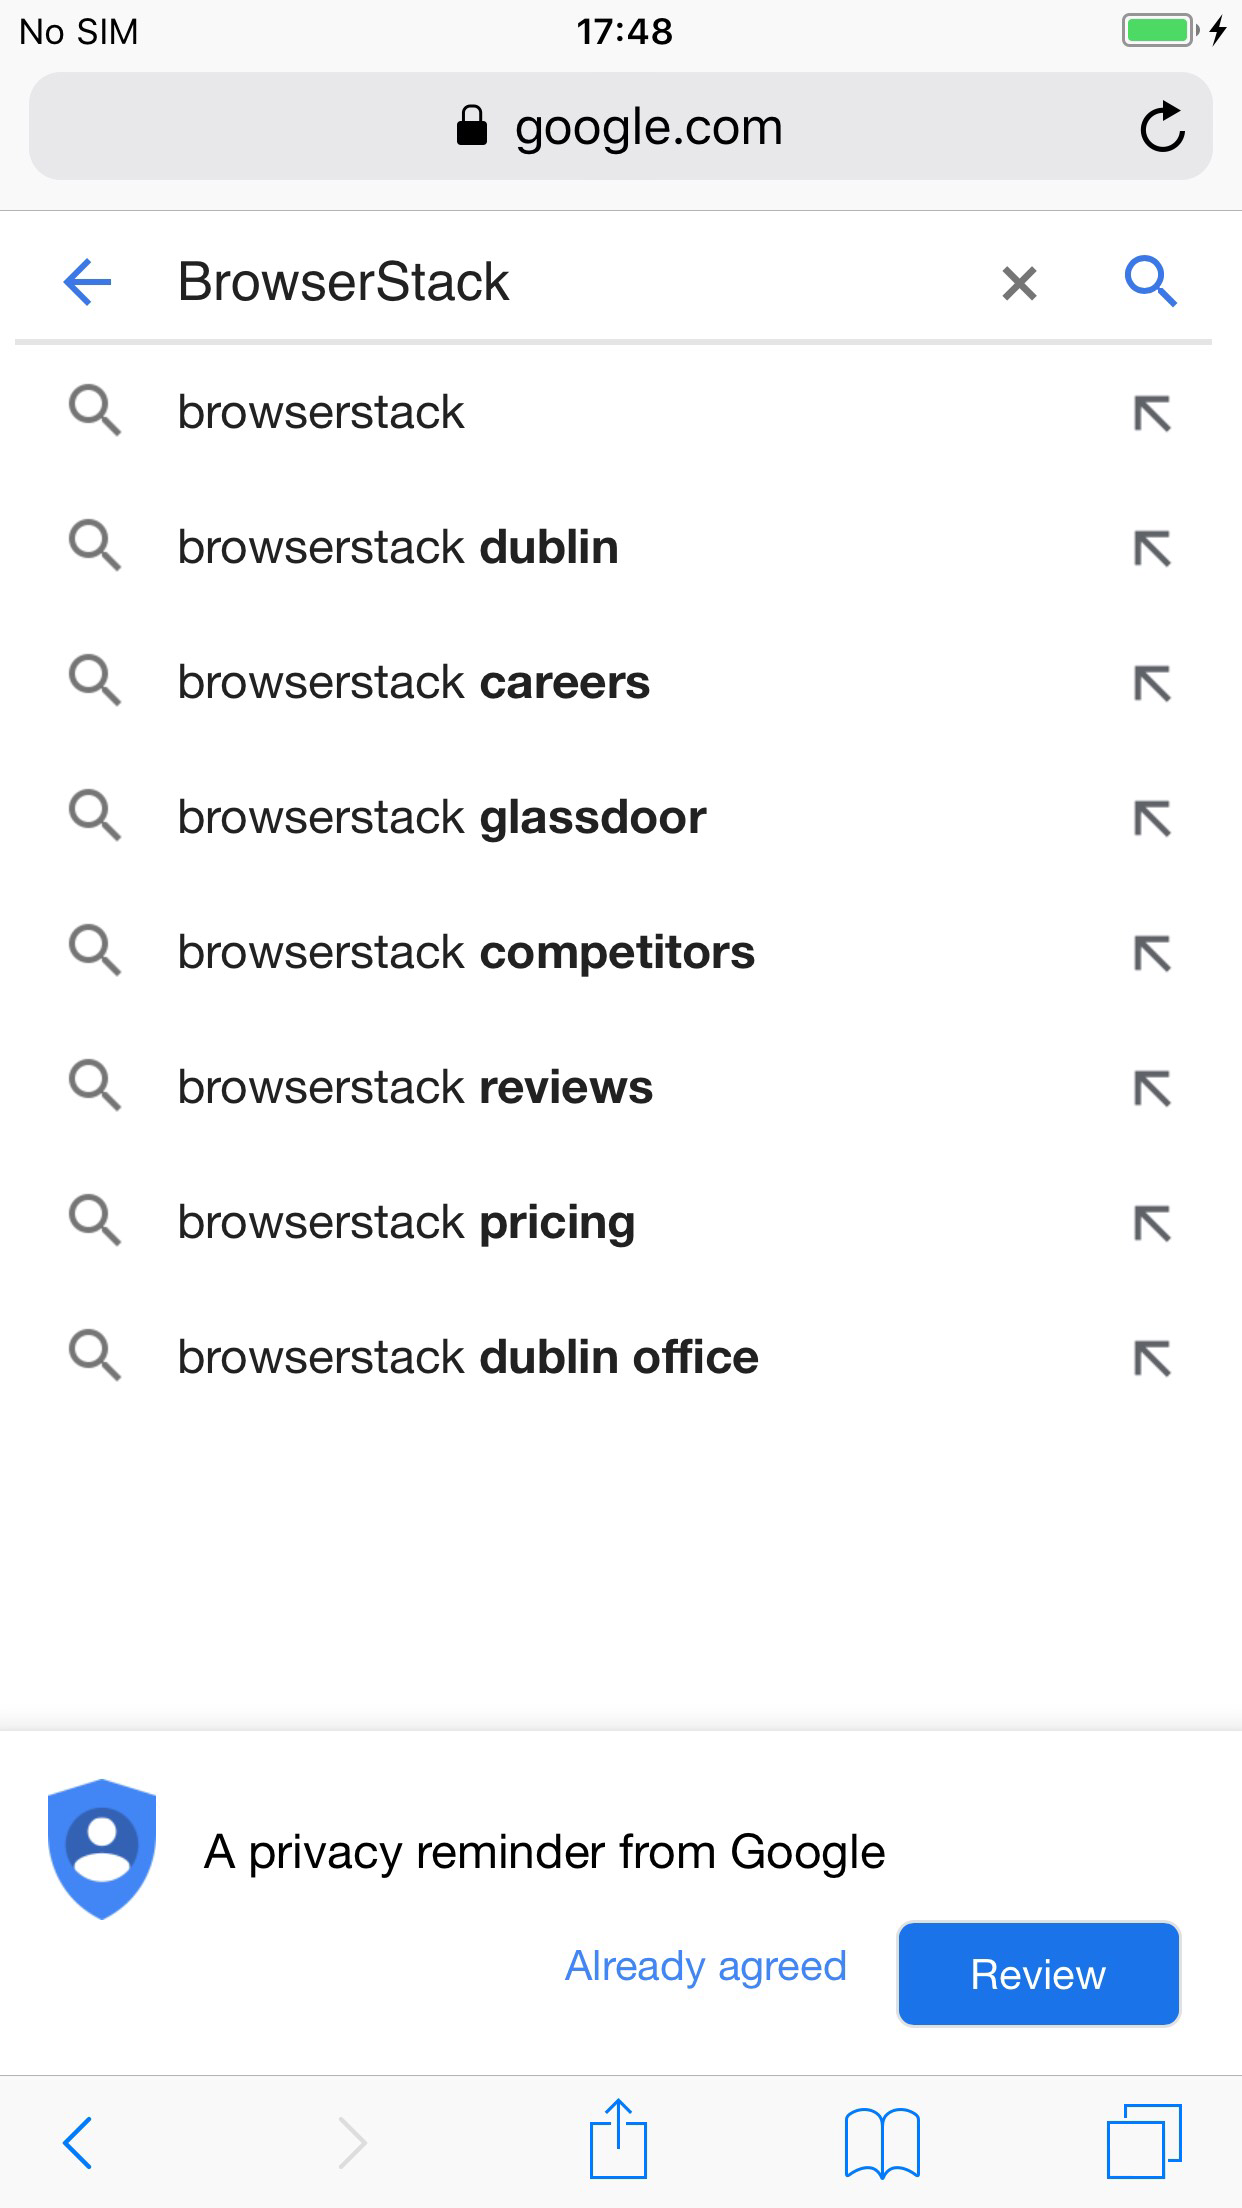 No SIM 17:48
google.com
BrowserStack
browserstack
browserstack dublin
browserstack careers
browserstack glassdoor
browserstack competitors
browserstack reviews
browserstack pricing
browserstack dublin office
A privacy reminder from Google
Already agreed Review